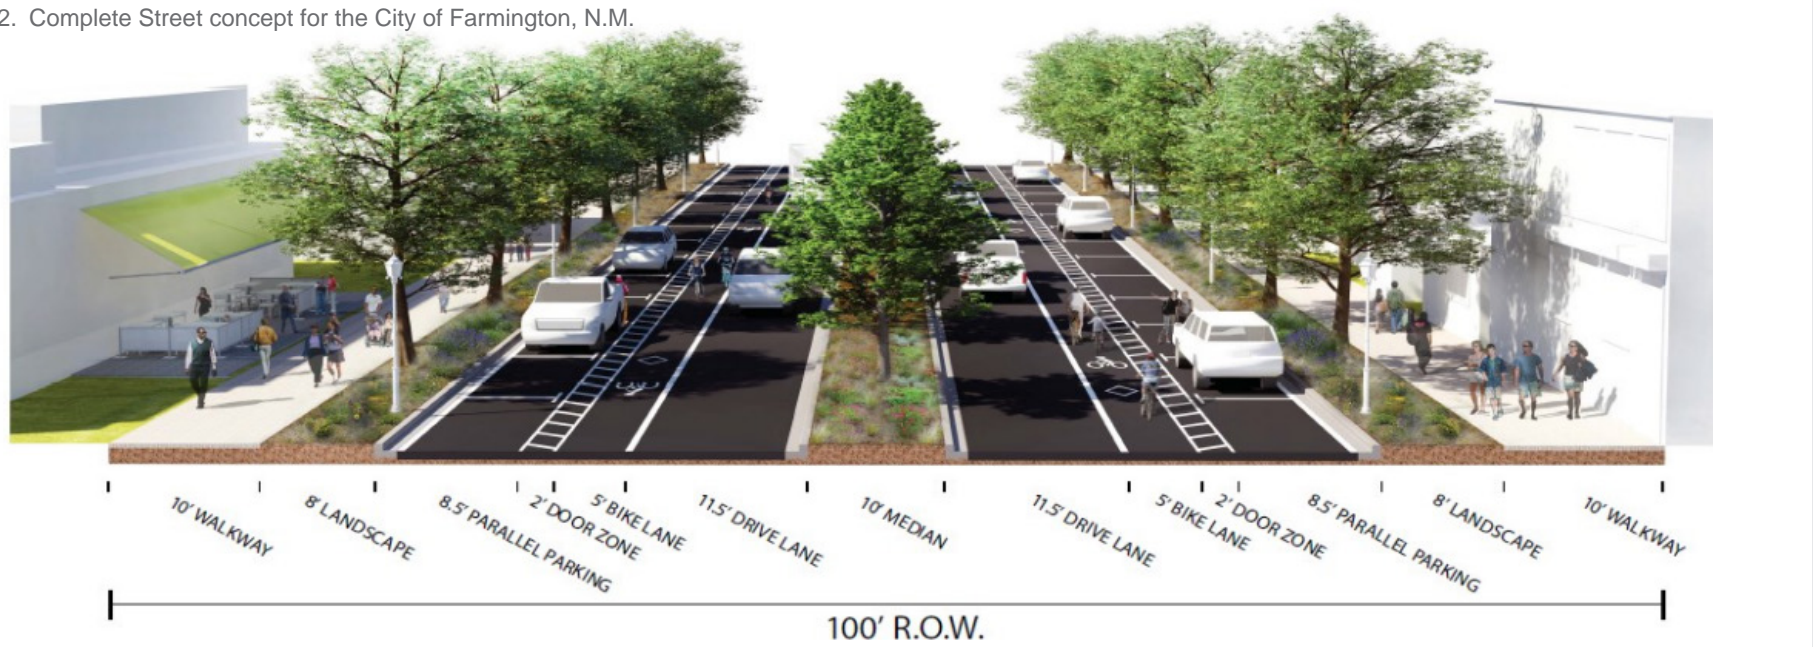 2. Complete Street concept for the City of Farmington, N.M.
10' WALKWAY
8' LANDSCAPE
8.5' PARALLEL PARKING
2' DOOR ZONE
5' BIKE LANE
11.5' DRIVE LANE
10' MEDIAN
11.5' DRIVE LANE
5' BIKE LANE
2' DOOR ZONE
8.5' PARALLEL PARKING
8' LANDSCAPE
10' WALKWAY
100' R.O.W.